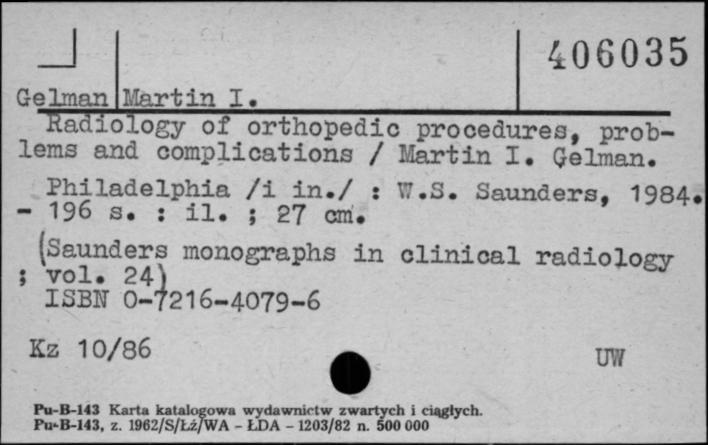 406035
Gelman Martin I.
Radiology of orthopedic procedures, prob-
lems and complications / Martin I. Gelman.
Philadelphia /i in./ : W.S. Saunders, 1984.
- 196 s. : il. ; 27 cm.
(Saunders monographs in clinical radiology
; vol. 24)
ISBN 0-7216-4079-6
Kz 10/86 UW
Pu-B-143 Karta katalogowa wydawnictw zwartych i ciągłych.
Pu-B-143, z. 1962/S/Łż/WA - ŁDA - 1203/82 n. 500 000